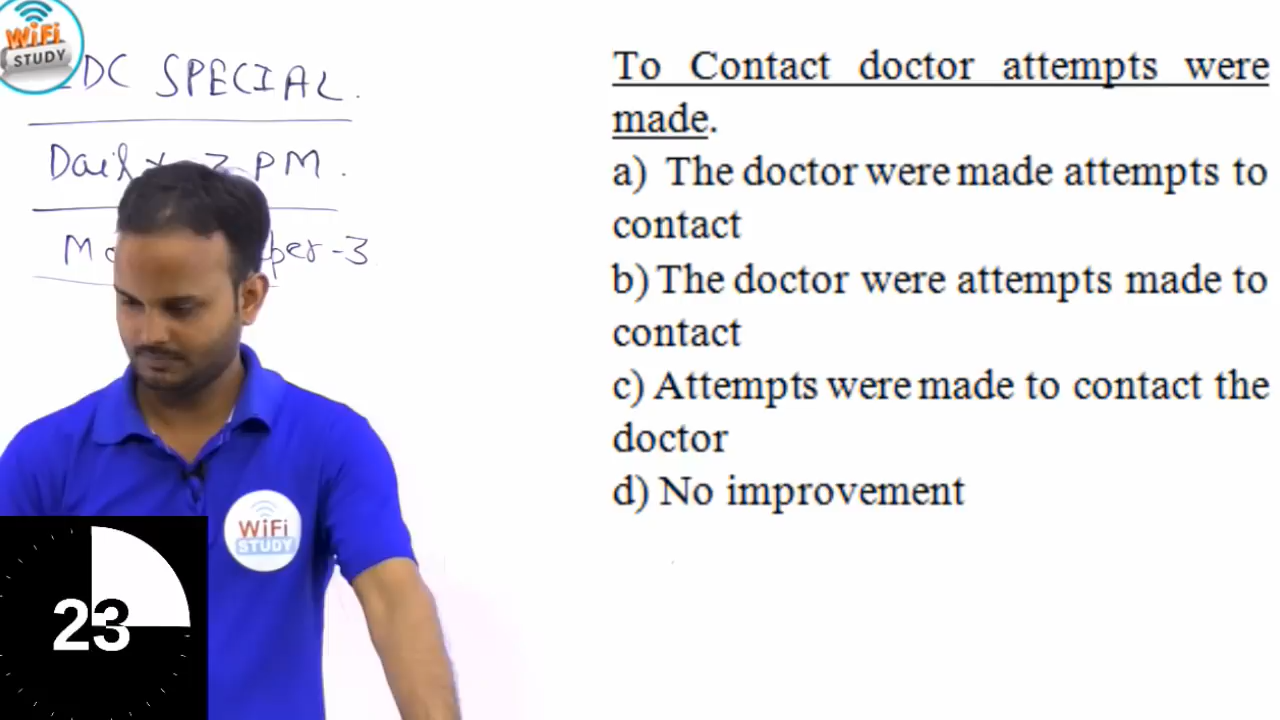 WiFi
STUDY
DC SPECIAL.
PM.
per-3
To Contact doctor attempts were
made.
a) The doctor were made attempts to
contact
b) The doctor were attempts made to
contact
c) Attempts were made to contact the
doctor
d) No improvement
WiFi
STUDY
23